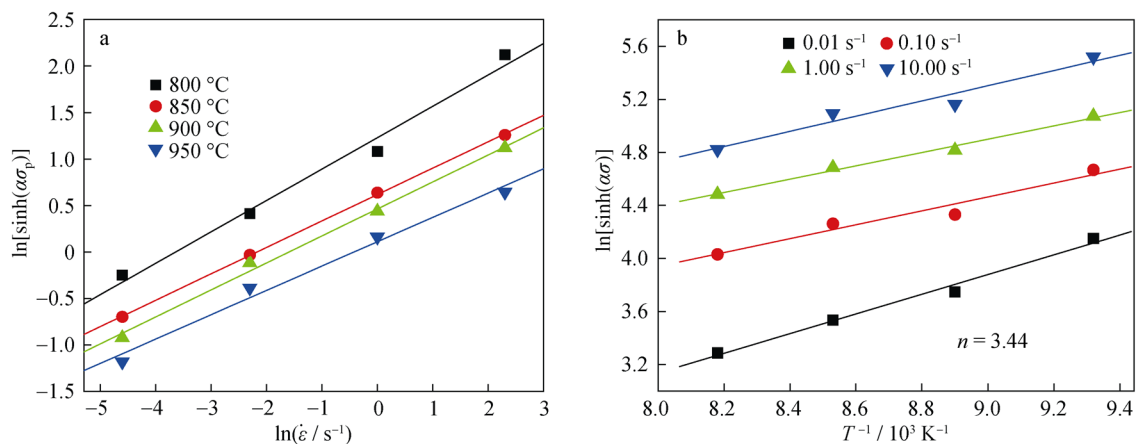 a
800 °C
850 °C
900 °C
950 °C
2.5
2.0
1.5
1.0
0.5
0
−0.5
−1.0
−1.5
−5 −4 −3 −2 −1 0 1 2 3
ln[sinh(ασp)]
ln(ε̇ / s⁻¹)
b
0.01 s⁻¹ 0.10 s⁻¹
1.00 s⁻¹ 10.00 s⁻¹
5.6
5.2
4.8
4.4
4.0
3.6
3.2
n = 3.44
8.0 8.2 8.4 8.6 8.8 9.0 9.2 9.4
ln[sinh(ασ)]
T⁻¹ / 10³ K⁻¹